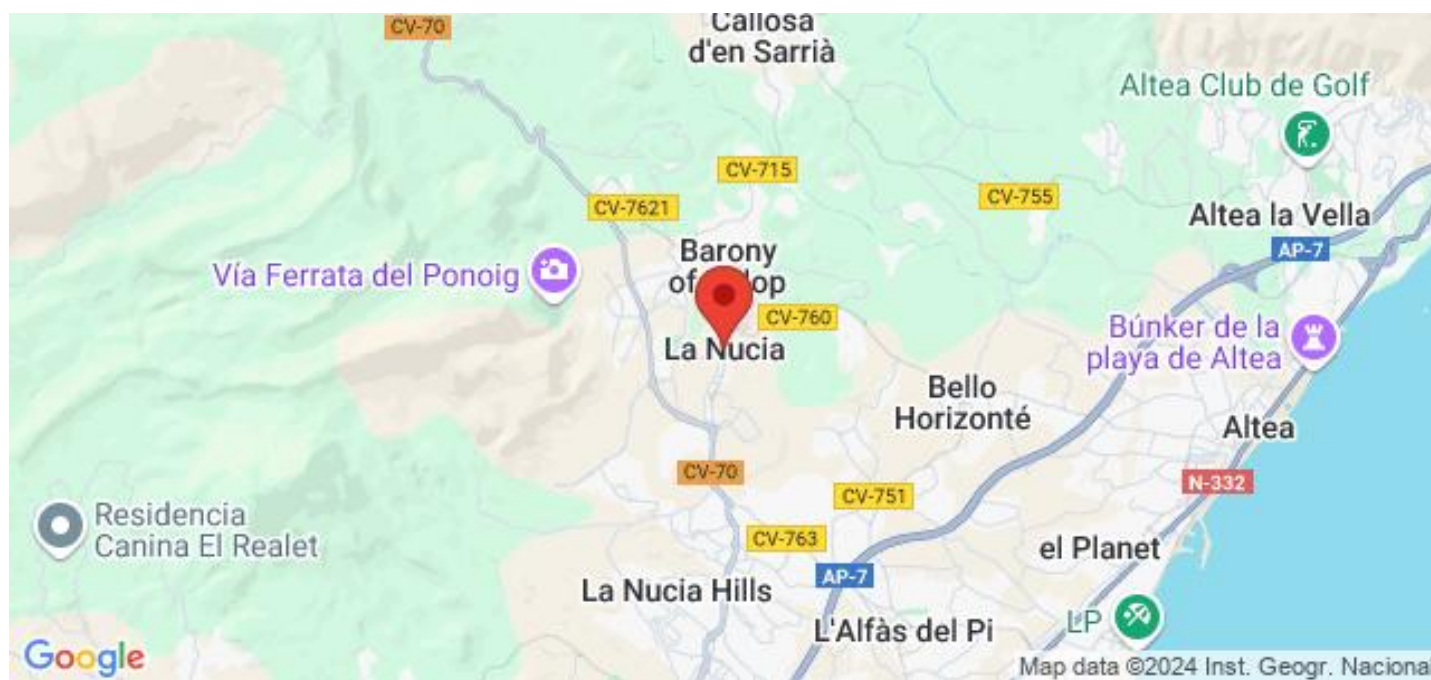 CV-70
Callosa
d'en Sarrià
Altea Club de Golf
CV-715
CV-7621
CV-755
Altea la Vella
AP-7
Barony
Vía Ferrata del Ponoig
CV-760
La Nucia
Búnker de la
playa de Altea
Bello
Horizonté
Altea
CV-70
N-332
CV-751
Residencia
Canina El Realet
CV-763
el Planet
AP-7
La Nucia Hills
L'Alfàs del Pi
LP
Google
Map data ©2024 Inst. Geogr. Nacional